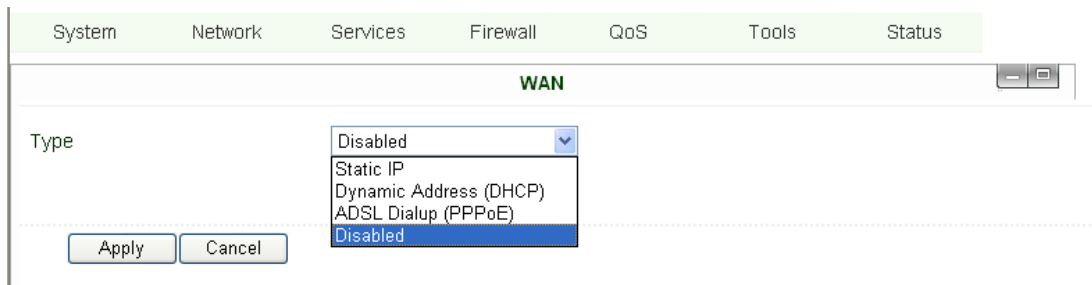 System Network Services Firewall QoS Tools Status
WAN
Type Disabled
Static IP
Dynamic Address (DHCP)
ADSL Dialup (PPPoE)
Disabled
Apply Cancel